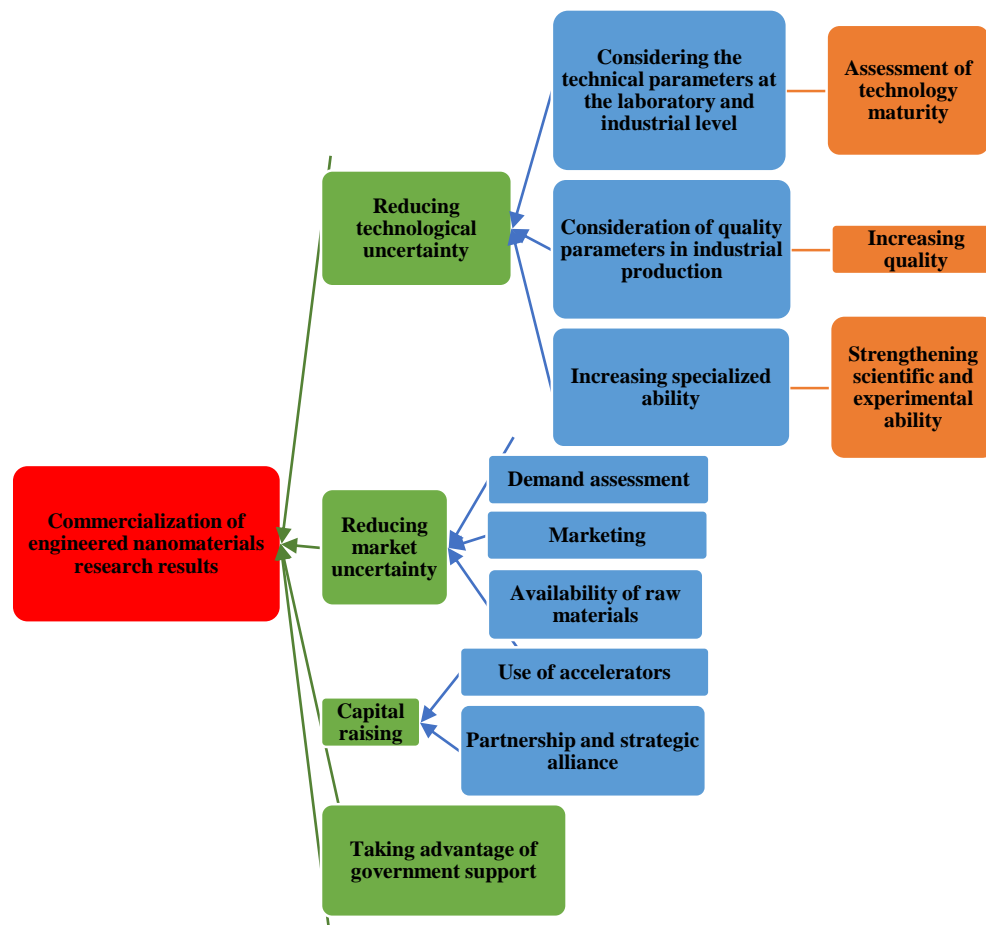 Commercialization of
engineered nanomaterials
research results
Reducing
technological
uncertainty
Considering the
technical parameters at
the laboratory and
industrial level
Assessment of
technology
maturity
Consideration of quality
parameters in industrial
production
Increasing
quality
Increasing specialized
ability
Strengthening
scientific and
experimental
ability
Reducing
market
uncertainty
Demand assessment
Marketing
Availability of raw
materials
Capital
raising
Use of accelerators
Partnership and strategic
alliance
Taking advantage of
government support